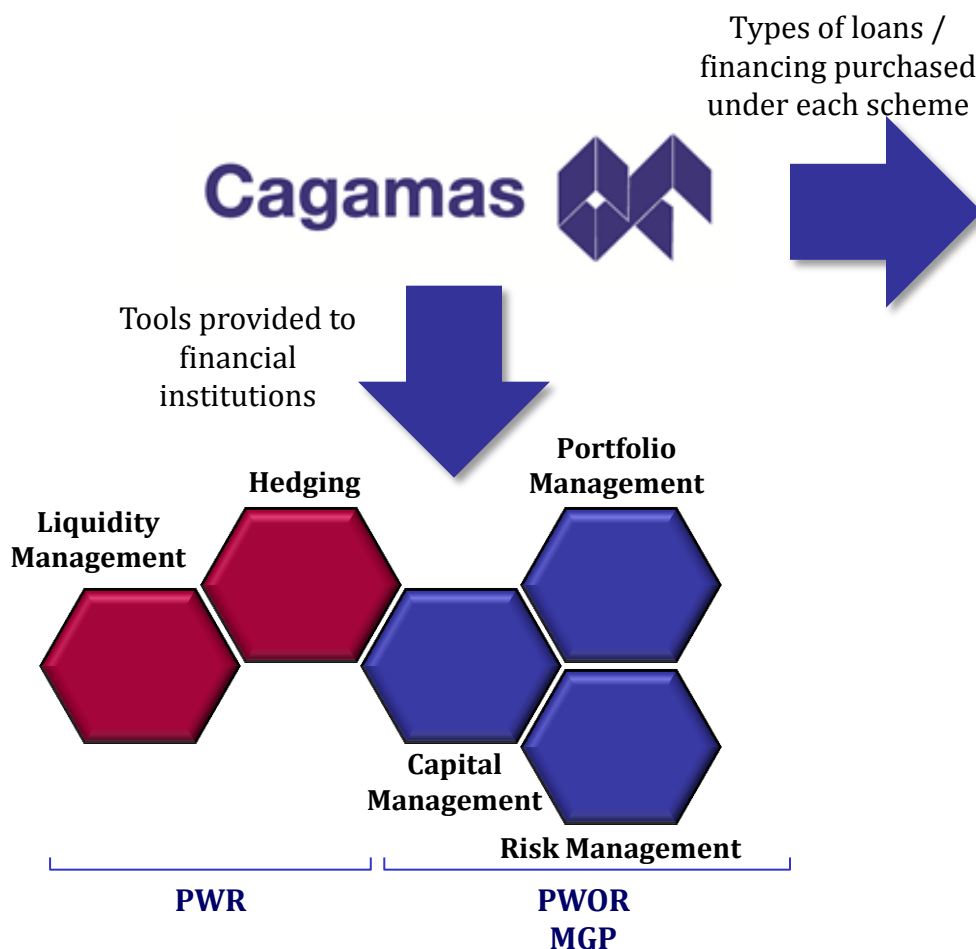 Types of loans /
financing purchased
under each scheme
Cagamas
Tools provided to
financial
institutions
Portfolio
Management
Hedging
Liquidity
Management
Capital
Management
Risk Management
PWR
PWOR
MGP